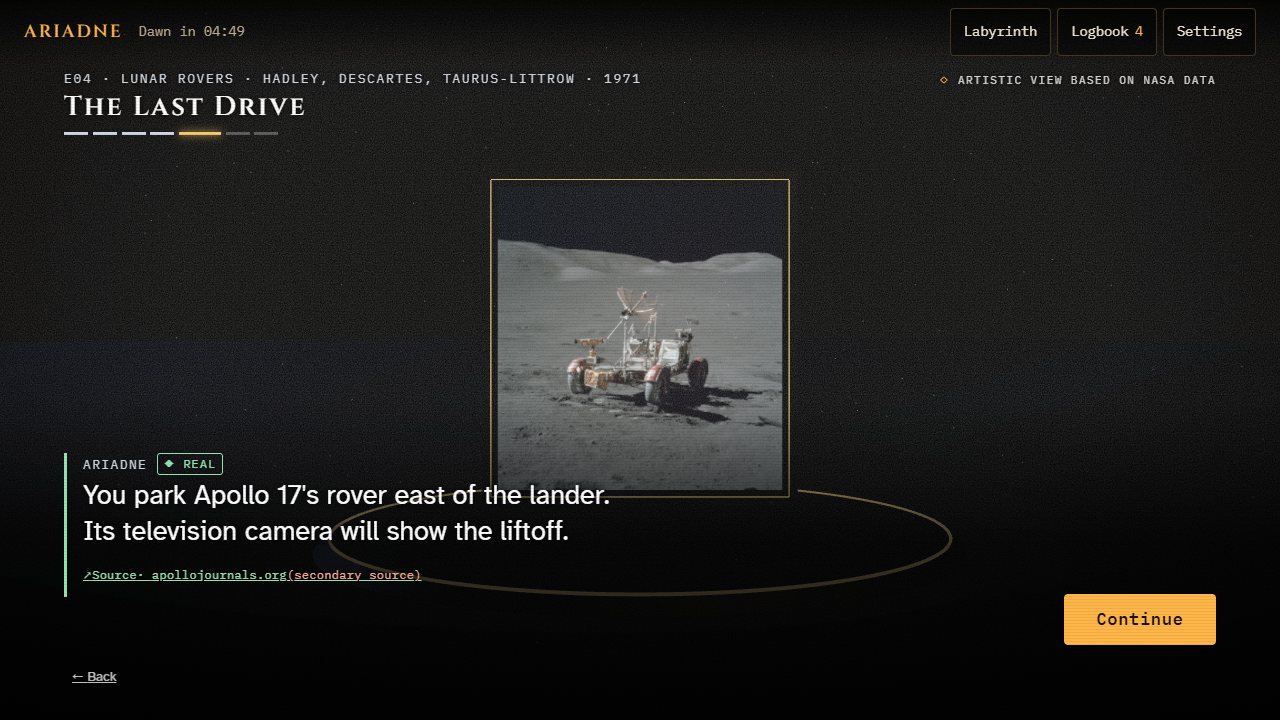 ARIADNE Dawn in 04:49 Labyrinth Logbook 4 Settings
E04 · LUNAR ROVERS · HADLEY, DESCARTES, TAURUS-LITTROW · 1971
◇ ARTISTIC VIEW BASED ON NASA DATA
The Last Drive
ARIADNE ◆ REAL
You park Apollo 17's rover east of the lander.
Its television camera will show the liftoff.
↗Source· apollojournals.org(secondary source)
Continue
← Back